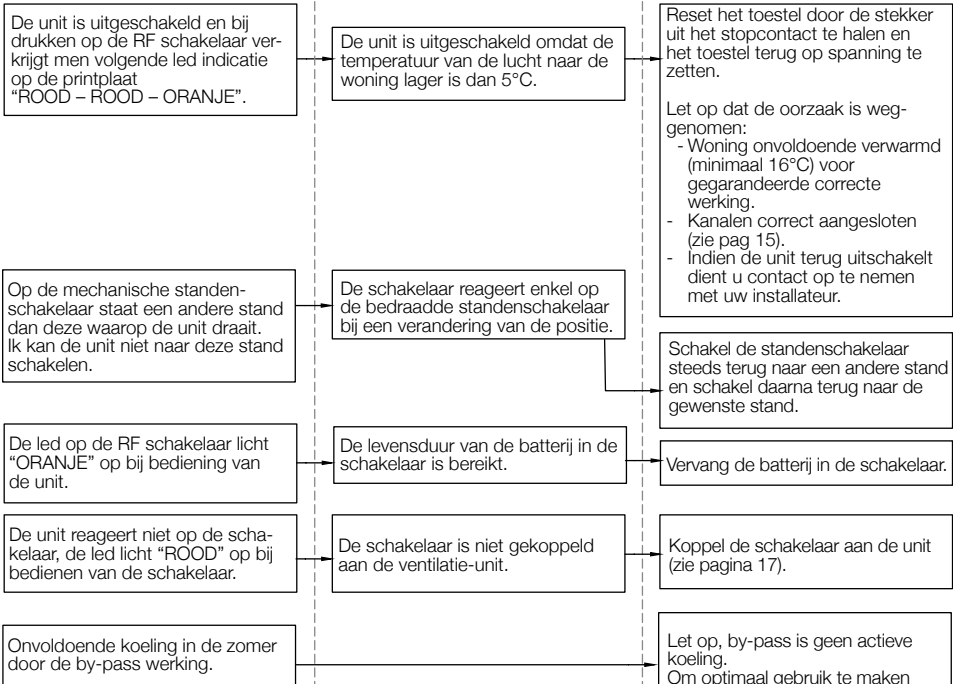 De unit is uitgeschakeld en bij
drukken op de RF schakelaar ver-
krijgt men volgende led indicatie
op de printplaat
“ROOD – ROOD – ORANJE”.
De unit is uitgeschakeld omdat de
temperatuur van de lucht naar de
woning lager is dan 5°C.
Reset het toestel door de stekker
uit het stopcontact te halen en
het toestel terug op spanning te
zetten.
Let op dat de oorzaak is weg-
genomen:
- Woning onvoldoende verwarmd
(minimaal 16°C) voor
gegarandeerde correcte
werking.
- Kanalen correct aangesloten
(zie pag 15).
- Indien de unit terug uitschakelt
dient u contact op te nemen
met uw installateur.
Op de mechanische standen-
schakelaar staat een andere stand
dan deze waarop de unit draait.
Ik kan de unit niet naar deze stand
schakelen.
De schakelaar reageert enkel op
de bedraadde standenschakelaar
bij een verandering van de positie.
Schakel de standenschakelaar
steeds terug naar een andere stand
en schakel daarna terug naar de
gewenste stand.
De led op de RF schakelaar licht
“ORANJE” op bij bediening van
de unit.
De levensduur van de batterij in de
schakelaar is bereikt.
Vervang de batterij in de schakelaar.
De unit reageert niet op de scha-
kelaar, de led licht “ROOD” op bij
bedienen van de schakelaar.
De schakelaar is niet gekoppeld
aan de ventilatie-unit.
Koppel de schakelaar aan de unit
(zie pagina 17).
Onvoldoende koeling in de zomer
door de by-pass werking.
Let op, by-pass is geen actieve
koeling.
Om optimaal gebruik te maken